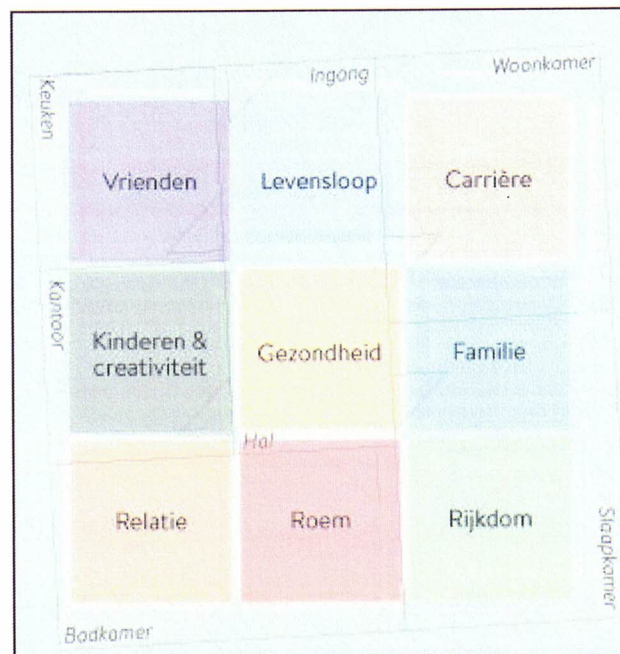 Keuken
Ingang
Woonkamer
Vrienden
Levensloop
Carrière
Kantoor
Kinderen &
creativiteit
Gezondheid
Familie
Hal
Relatie
Roem
Rijkdom
Slaapkamer
Badkamer